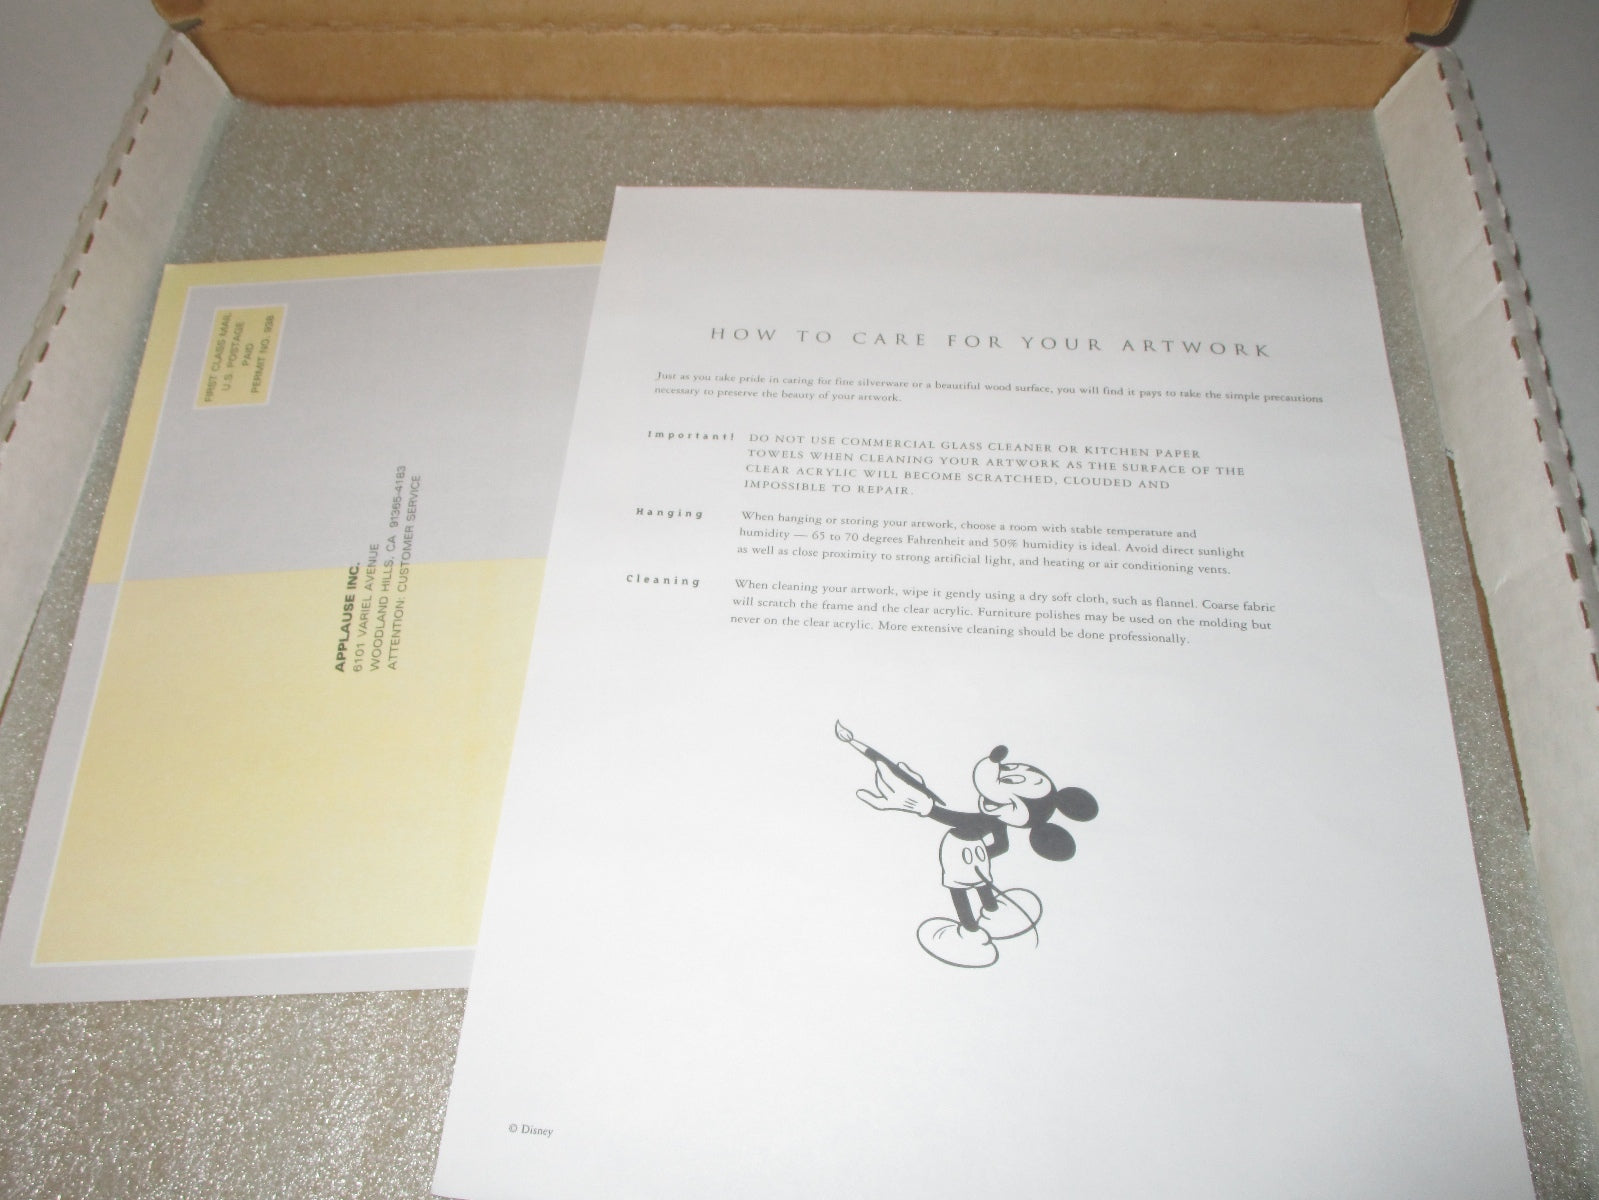 FIRST CLASS MAIL
U.S. POSTAGE
PAID
PERMIT NO. 938
APPLAUSE INC.
6101 VARIEL AVENUE
WOODLAND HILLS, CA 91365-4183
ATTENTION: CUSTOMER SERVICE
HOW TO CARE FOR YOUR ARTWORK
Just as you take pride in caring for fine silverware or a beautiful wood surface, you will find it pays to take the simple precautions
necessary to preserve the beauty of your artwork.
Important! DO NOT USE COMMERCIAL GLASS CLEANER OR KITCHEN PAPER
TOWELS WHEN CLEANING YOUR ARTWORK AS THE SURFACE OF THE
CLEAR ACRYLIC WILL BECOME SCRATCHED, CLOUDED AND
IMPOSSIBLE TO REPAIR.
Hanging When hanging or storing your artwork, choose a room with stable temperature and
humidity — 65 to 70 degrees Fahrenheit and 50% humidity is ideal. Avoid direct sunlight
as well as close proximity to strong artificial light, and heating or air conditioning vents.
Cleaning When cleaning your artwork, wipe it gently using a dry soft cloth, such as flannel. Coarse fabric
will scratch the frame and the clear acrylic. Furniture polishes may be used on the molding but
never on the clear acrylic. More extensive cleaning should be done professionally.
© Disney